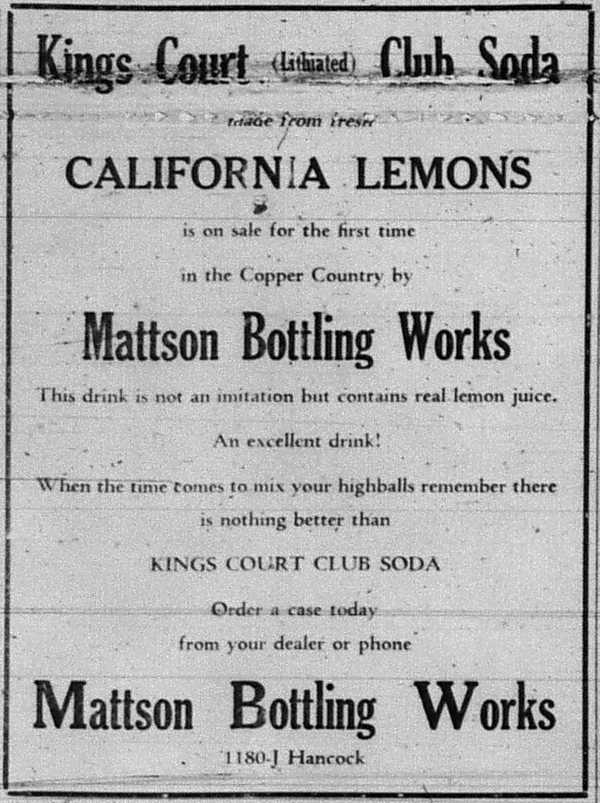 Kings Court (Lithiated) Club Soda
made from fresh
CALIFORNIA LEMONS
is on sale for the first time
in the Copper Country by
Mattson Bottling Works
This drink is not an imitation but contains real lemon juice.
An excellent drink!
When the time comes to mix your highballs remember there
is nothing better than
KINGS COURT CLUB SODA
Order a case today
from your dealer or phone
Mattson Bottling Works
1180-J Hancock